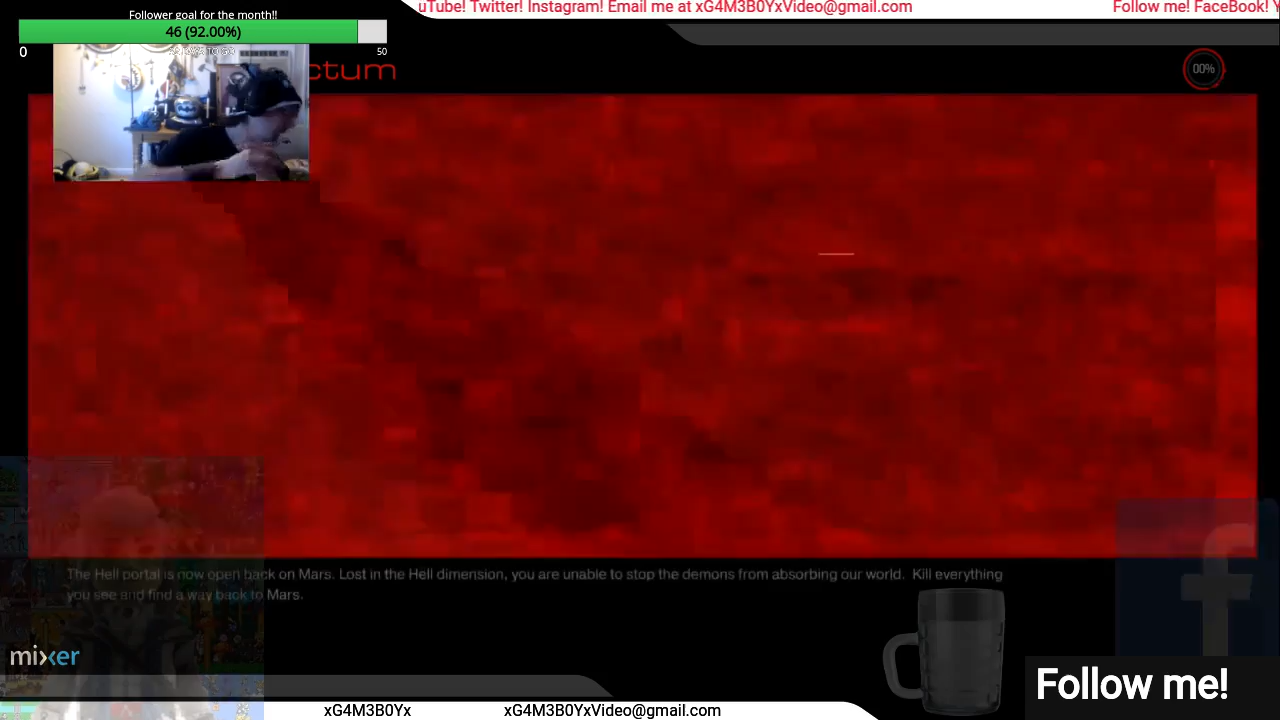 Follower goal for the month!!
uTube! Twitter! Instagram! Email me at xG4M3B0YxVideo@gmail.com
Follow me! FaceBook! Y
46 (92.00%)
0
50
ctum
00%
The Hell portal is now open back on Mars. Lost in the Hell dimension, you are unable to stop the demons from absorbing our world. Kill everything
you see and find a way back to Mars.
mixer
Follow me!
xG4M3B0Yx
xG4M3B0YxVideo@gmail.com